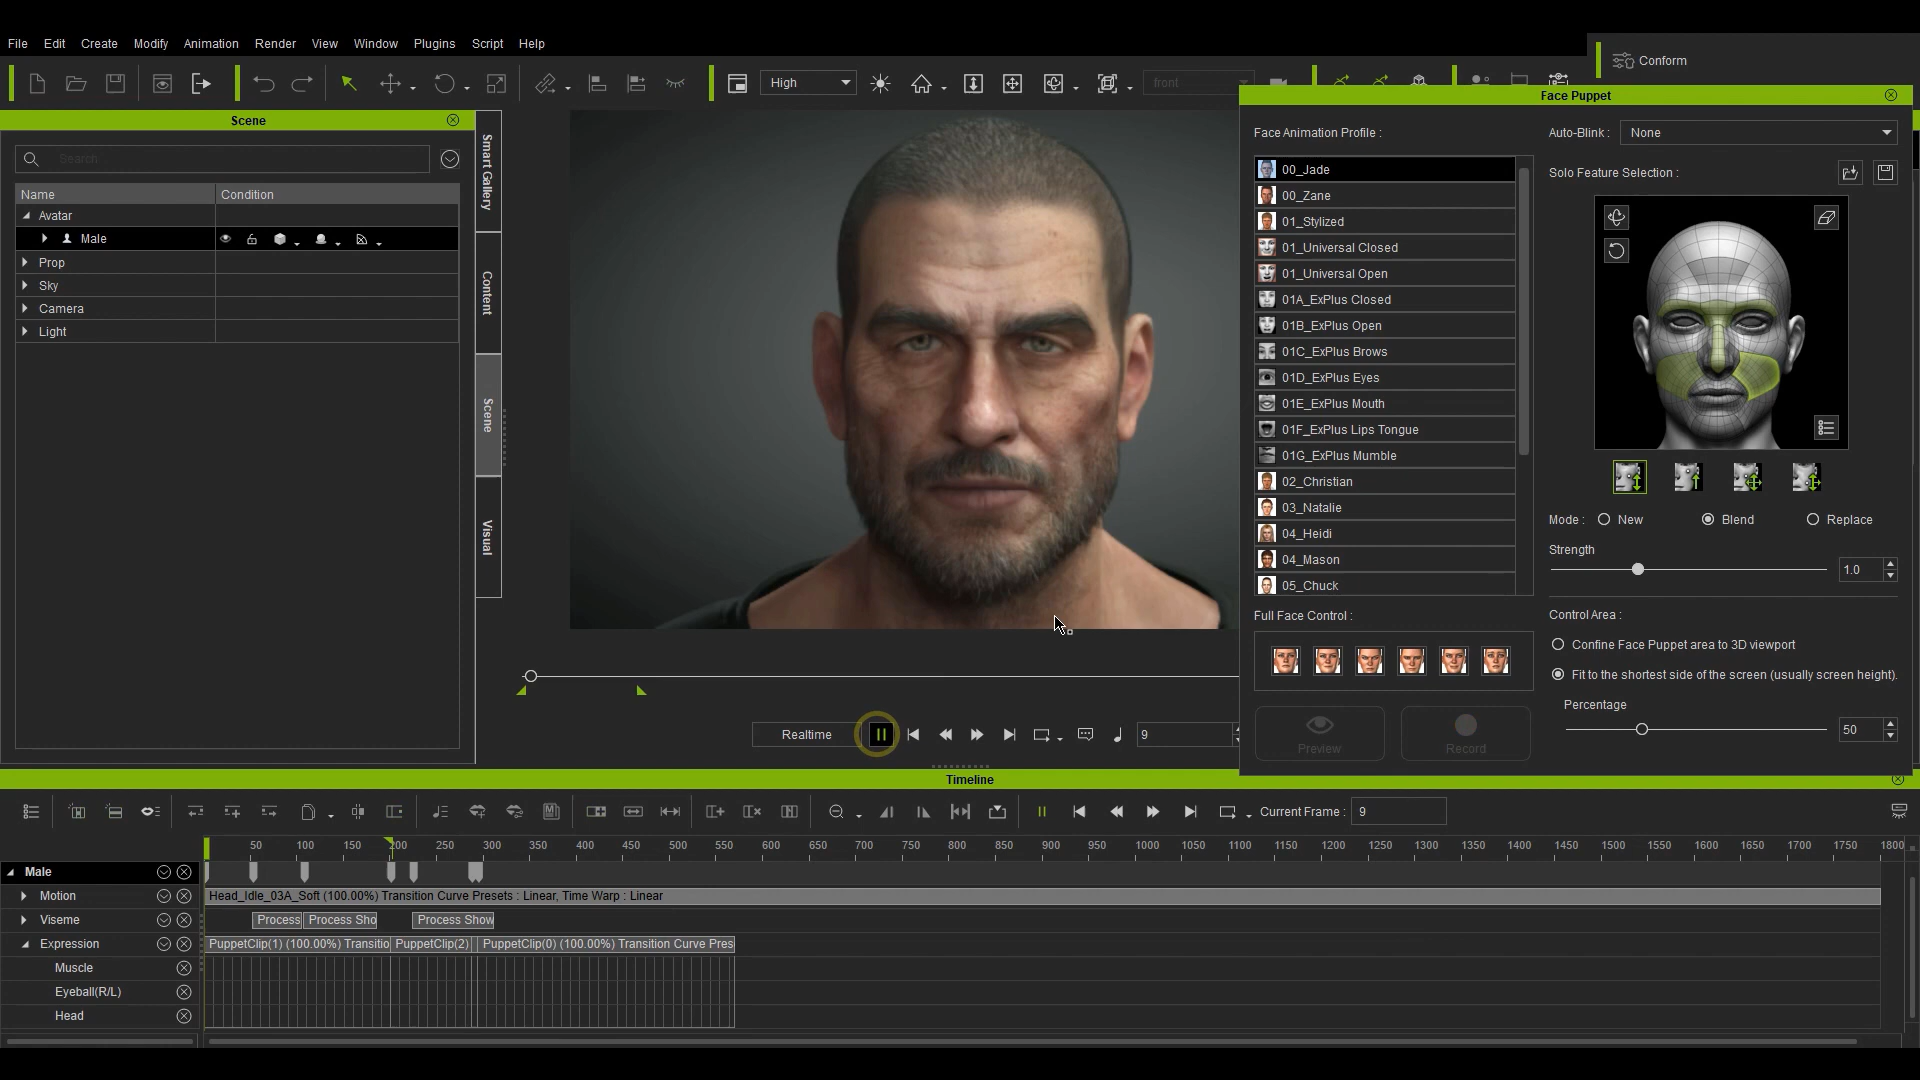 File Edit Create Modify Animation Render View Window Plugins Script Help
Conform
High
front
Scene
Search
Name Condition
Avatar
Male
Prop
Sky
Camera
Light
Smart Gallery
Content
Scene
Visual
Realtime
9
Face Puppet
Face Animation Profile :
00_Jade
00_Zane
01_Stylized
01_Universal Closed
01_Universal Open
01A_ExPlus Closed
01B_ExPlus Open
01C_ExPlus Brows
01D_ExPlus Eyes
01E_ExPlus Mouth
01F_ExPlus Lips Tongue
01G_ExPlus Mumble
02_Christian
03_Natalie
04_Heidi
04_Mason
05_Chuck
Full Face Control :
Preview
Record
Auto-Blink : None
Solo Feature Selection :
Mode : New Blend Replace
Strength
1.0
Control Area :
Confine Face Puppet area to 3D viewport
Fit to the shortest side of the screen (usually screen height).
Percentage
50
Timeline
Current Frame : 9
50 100 150 200 250 300 350 400 450 500 550 600 650 700 750 800 850 900 950 1000 1050 1100 1150 1200 1250 1300 1350 1400 1450 1500 1550 1600 1650 1700 1750 1800
Male
Motion
Head_Idle_03A_Soft (100.00%) Transition Curve Presets : Linear, Time Warp : Linear
Viseme
Process Process Sho Process Show
Expression
PuppetClip(1) (100.00%) Transitio PuppetClip(2) PuppetClip(0) (100.00%) Transition Curve Pres
Muscle
Eyeball(R/L)
Head